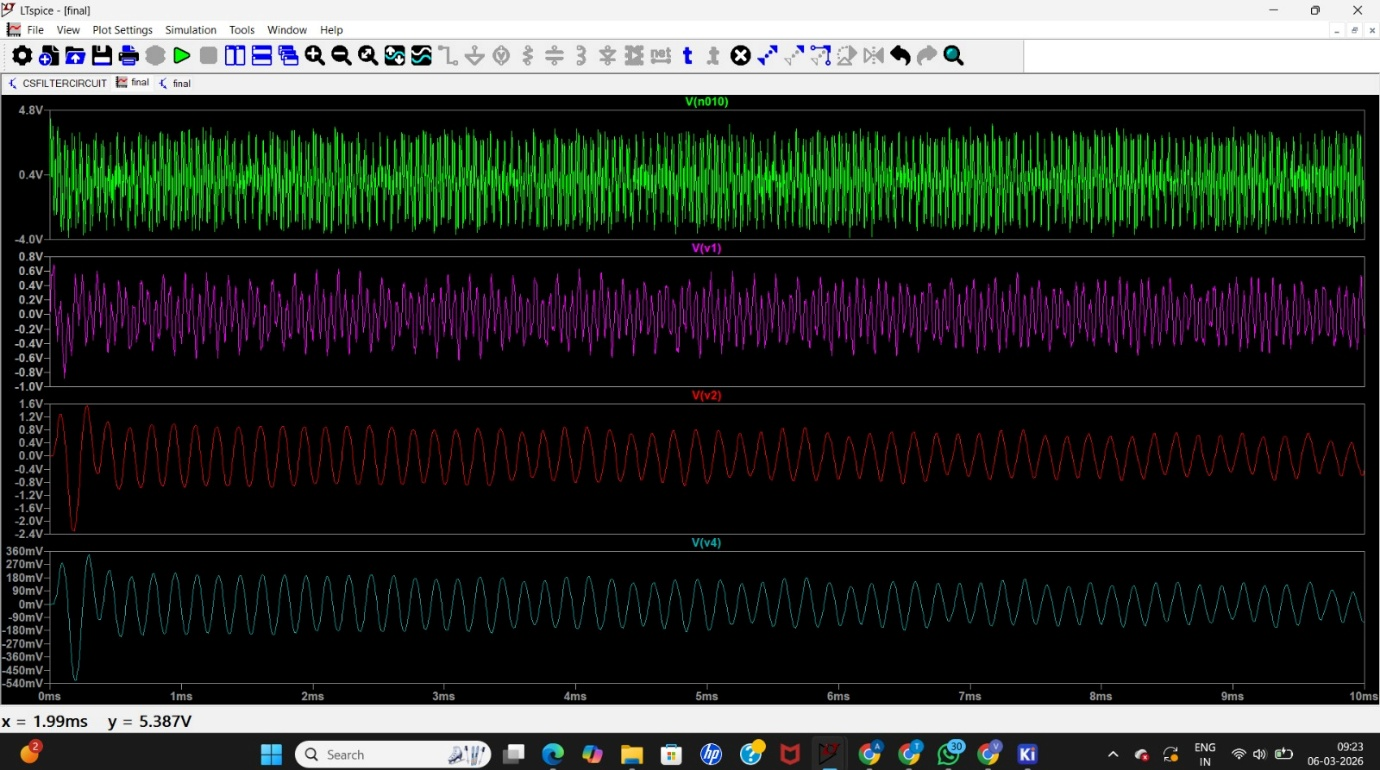 LTspice - [final]
File View Plot Settings Simulation Tools Window Help
net t t
CSFILTERCIRCUIT final final
V(n010)
4.8V
0.4V
-4.0V
V(v1)
0.8V
0.6V
0.4V
0.2V
0.0V
-0.2V
-0.4V
-0.6V
-0.8V
-1.0V
V(v2)
1.6V
1.2V
0.8V
0.4V
0.0V
-0.4V
-0.8V
-1.2V
-1.6V
-2.0V
-2.4V
V(v4)
360mV
270mV
180mV
90mV
0mV
-90mV
-180mV
-270mV
-360mV
-450mV
-540mV
0ms 1ms 2ms 3ms 4ms 5ms 6ms 7ms 8ms 9ms 10ms
x = 1.99ms y = 5.387V
2 Search hp A T 30 V Ki ENG 09:23
IN 06-03-2026